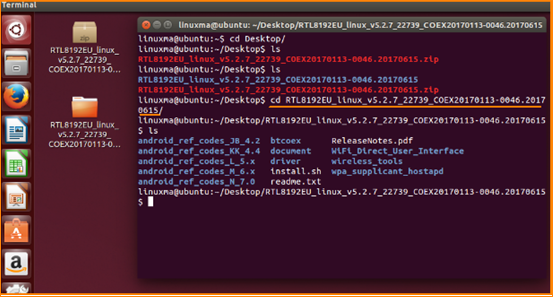 Terminal
linuxma@ubuntu: ~/Desktop/RTL8192EU_linux_v5.2.7_22739_COEX20170113-0046.20170615
zip
RTL8192EU_linux_
v5.2.7_22739_
COEX20170113-0...
RTL8192EU_linux_
v5.2.7_22739_
COEX20170113-0...
linuxma@ubuntu:~$ cd Desktop/
linuxma@ubuntu:~/Desktop$ ls
RTL8192EU_linux_v5.2.7_22739_COEX20170113-0046.20170615.zip
linuxma@ubuntu:~/Desktop$ ls
RTL8192EU_linux_v5.2.7_22739_COEX20170113-0046.20170615
RTL8192EU_linux_v5.2.7_22739_COEX20170113-0046.20170615.zip
linuxma@ubuntu:~/Desktop$ cd RTL8192EU_linux_v5.2.7_22739_COEX20170113-0046.2017
0615/
linuxma@ubuntu:~/Desktop/RTL8192EU_linux_v5.2.7_22739_COEX20170113-0046.20170615
$ ls
android_ref_codes_JB_4.2 btcoex ReleaseNotes.pdf
android_ref_codes_KK_4.4 document WiFi_Direct_User_Interface
android_ref_codes_L_5.x driver wireless_tools
android_ref_codes_M_6.x install.sh wpa_supplicant_hostapd
android_ref_codes_N_7.0 readme.txt
linuxma@ubuntu:~/Desktop/RTL8192EU_linux_v5.2.7_22739_COEX20170113-0046.20170615
$